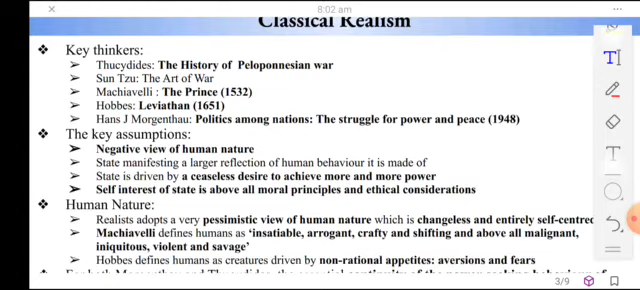 8:02 am
Classical Realism
❖ Key thinkers:
➢ Thucydides: The History of Peloponnesian war
➢ Sun Tzu: The Art of War
➢ Machiavelli : The Prince (1532)
➢ Hobbes: Leviathan (1651)
➢ Hans J Morgenthau: Politics among nations: The struggle for power and peace (1948)
❖ The key assumptions:
➢ Negative view of human nature
➢ State manifesting a larger reflection of human behaviour it is made of
➢ State is driven by a ceaseless desire to achieve more and more power
➢ Self interest of state is above all moral principles and ethical considerations
❖ Human Nature:
➢ Realists adopts a very pessimistic view of human nature which is changeless and entirely self-centred
➢ Machiavelli defines humans as ‘insatiable, arrogant, crafty and shifting and above all malignant,
iniquitous, violent and savage’
➢ Hobbes defines humans as creatures driven by non-rational appetites: aversions and fears
3/9